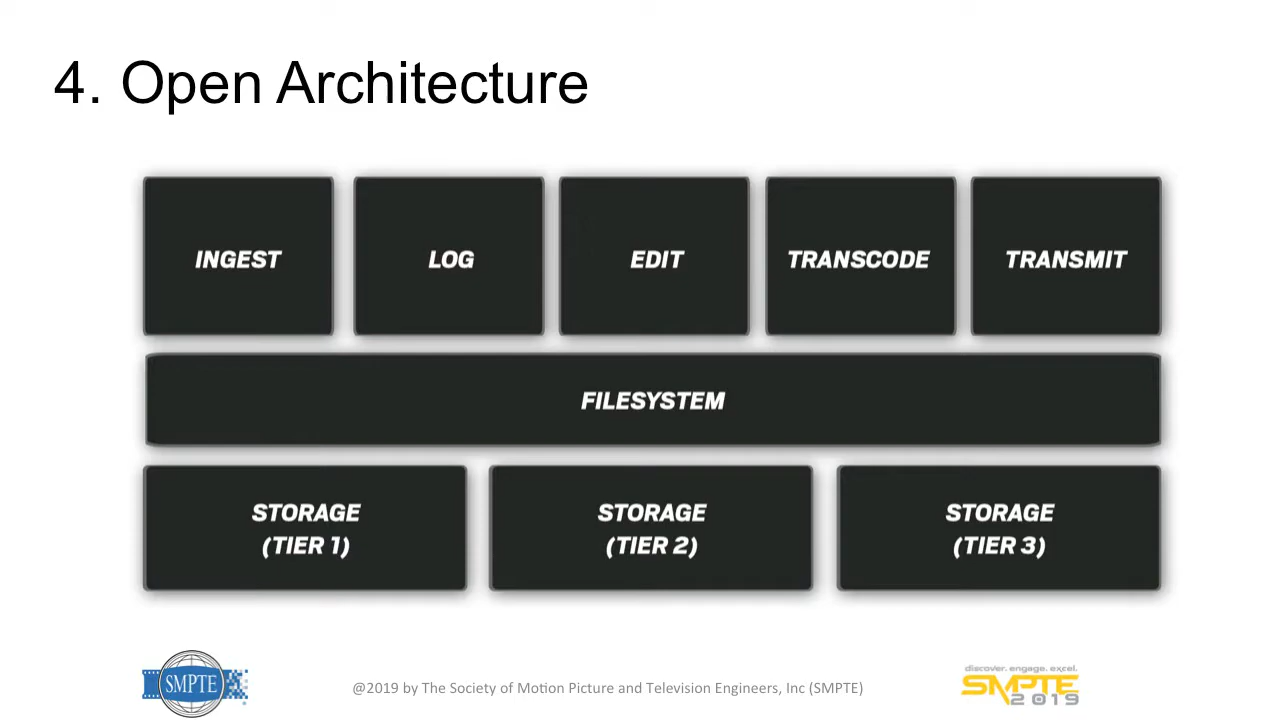 4. Open Architecture
INGEST
LOG
EDIT
TRANSCODE
TRANSMIT
FILESYSTEM
STORAGE
(TIER 1)
STORAGE
(TIER 2)
STORAGE
(TIER 3)
SMPTE
@2019 by The Society of Motion Picture and Television Engineers, Inc (SMPTE)
discover. engage. excel.
SMPTE
2019